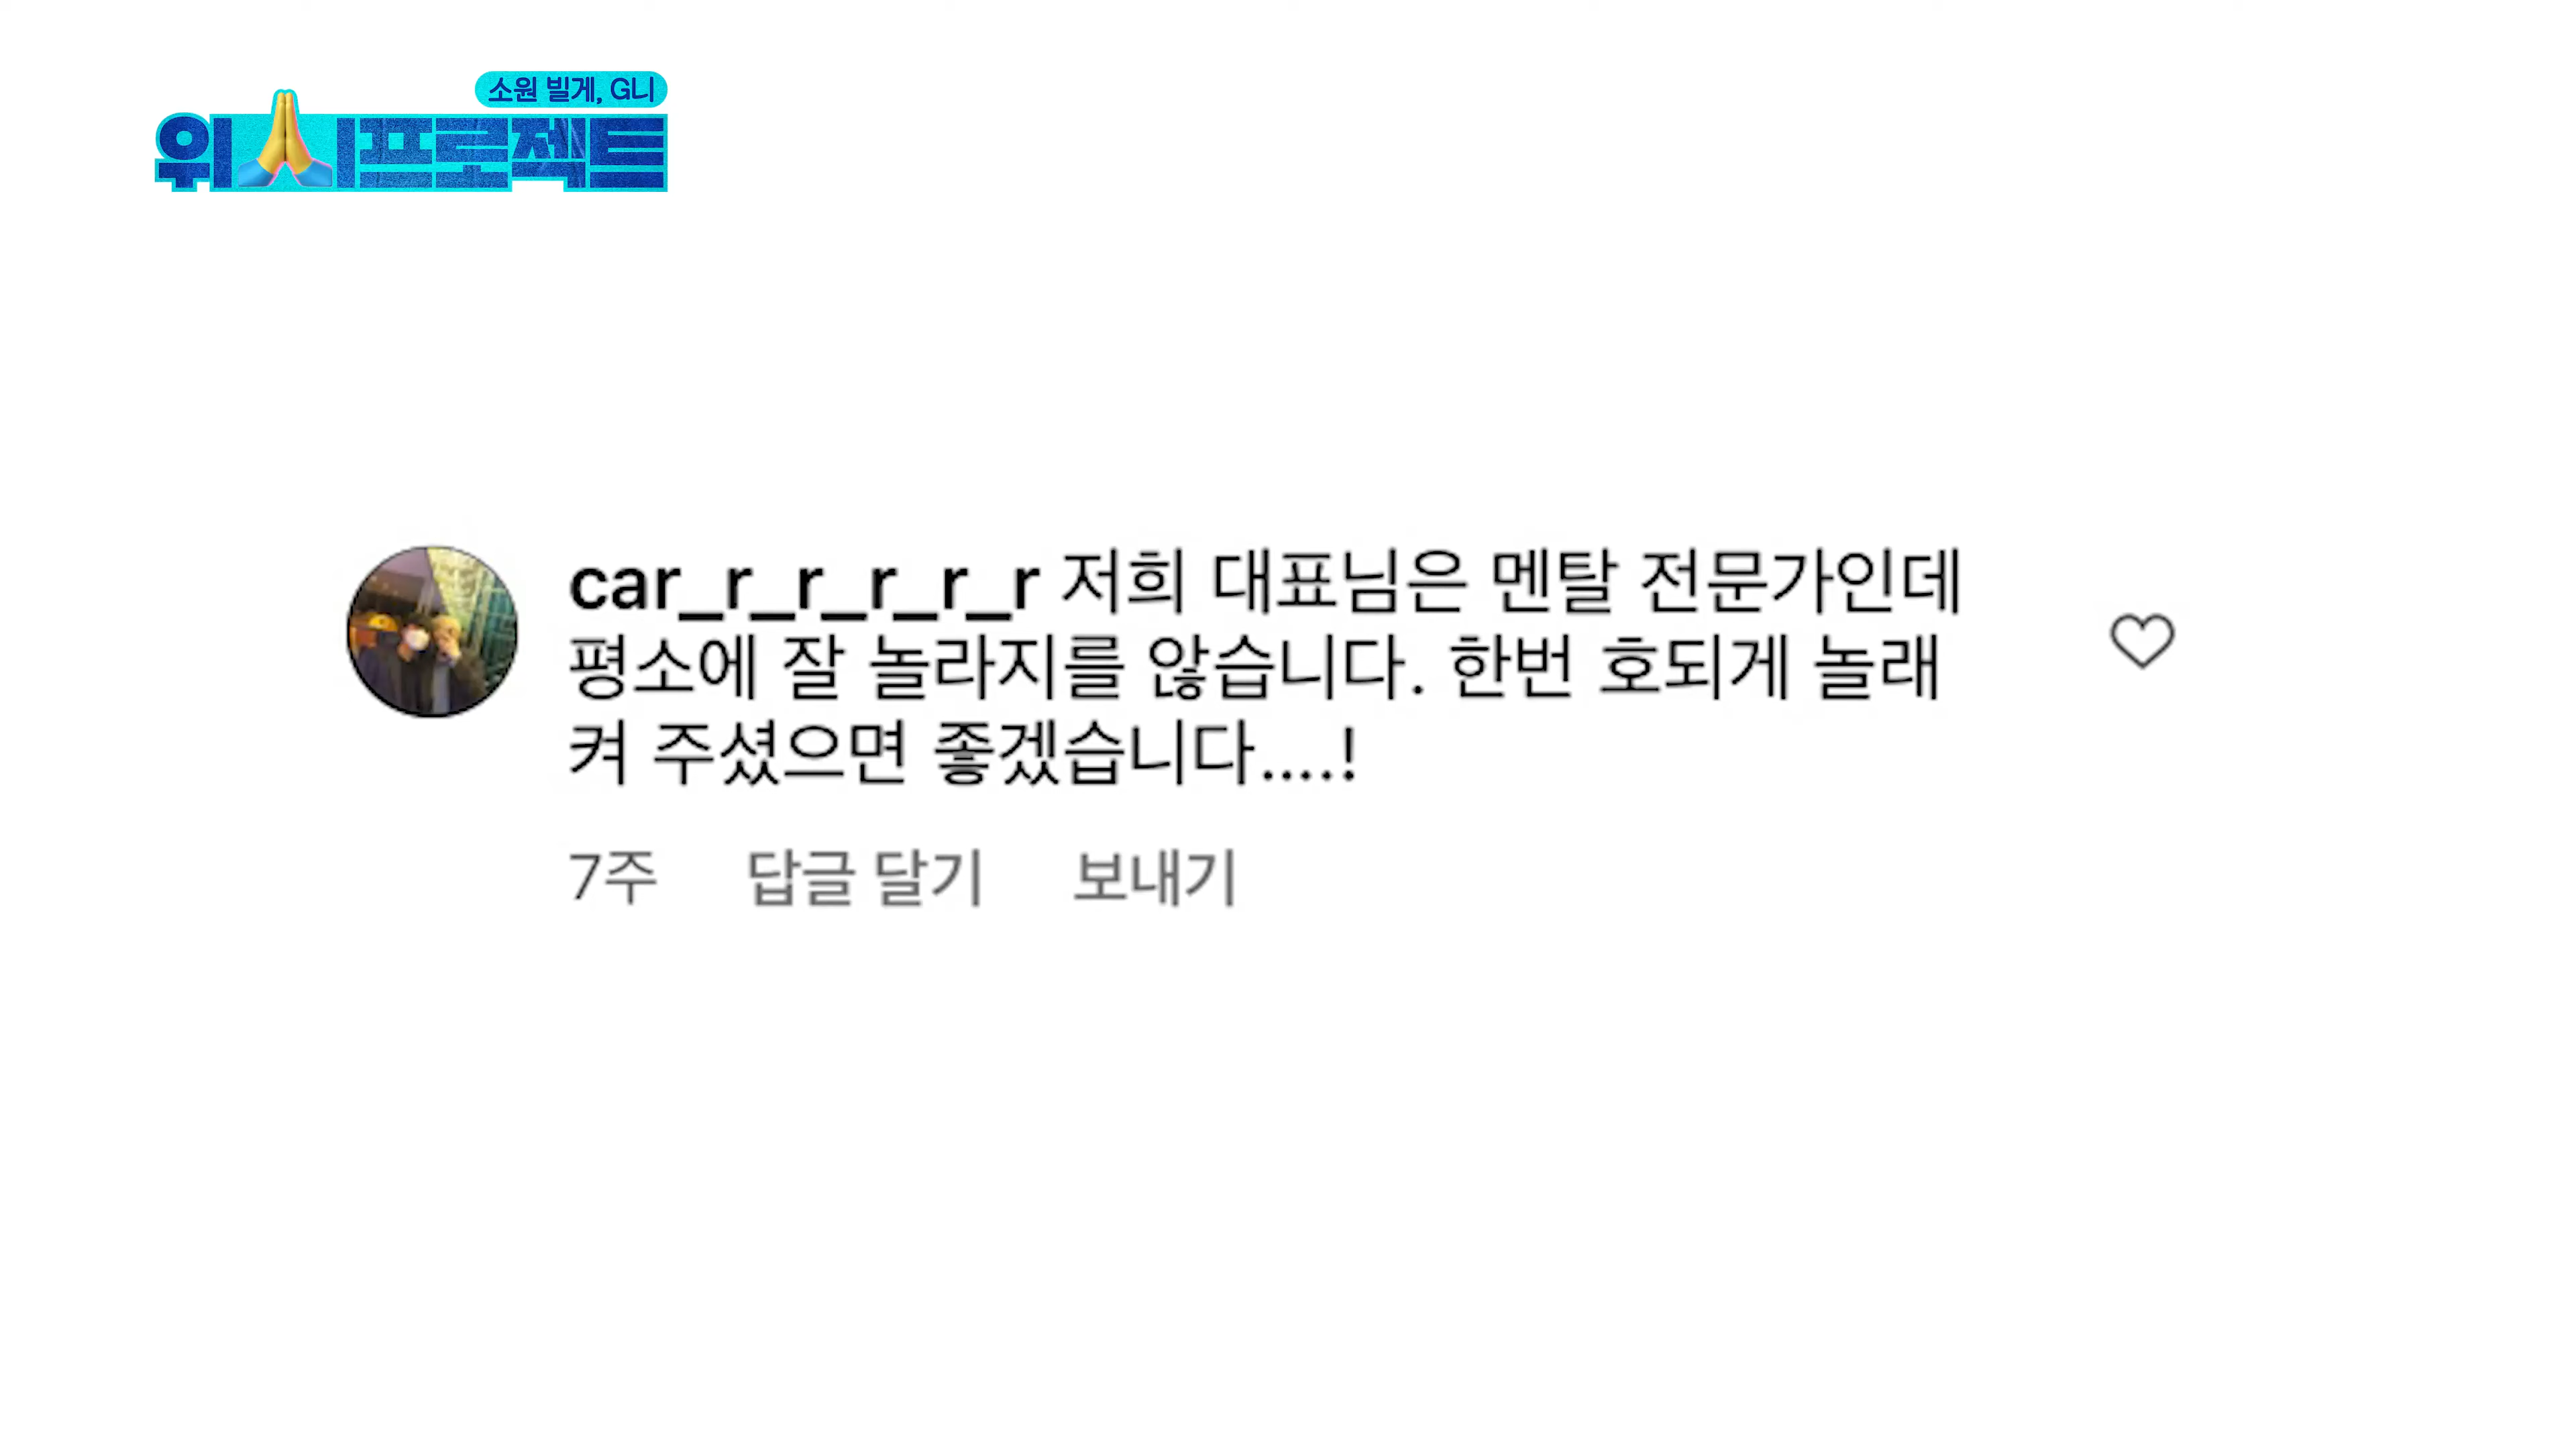 소원 빌게, G니
위시프로젝트
car_r_r_r_r_r 저희 대표님은 멘탈 전문가인데
평소에 잘 놀라지를 않습니다. 한번 호되게 놀래
켜 주셨으면 좋겠습니다....!
7주 답글 달기 보내기